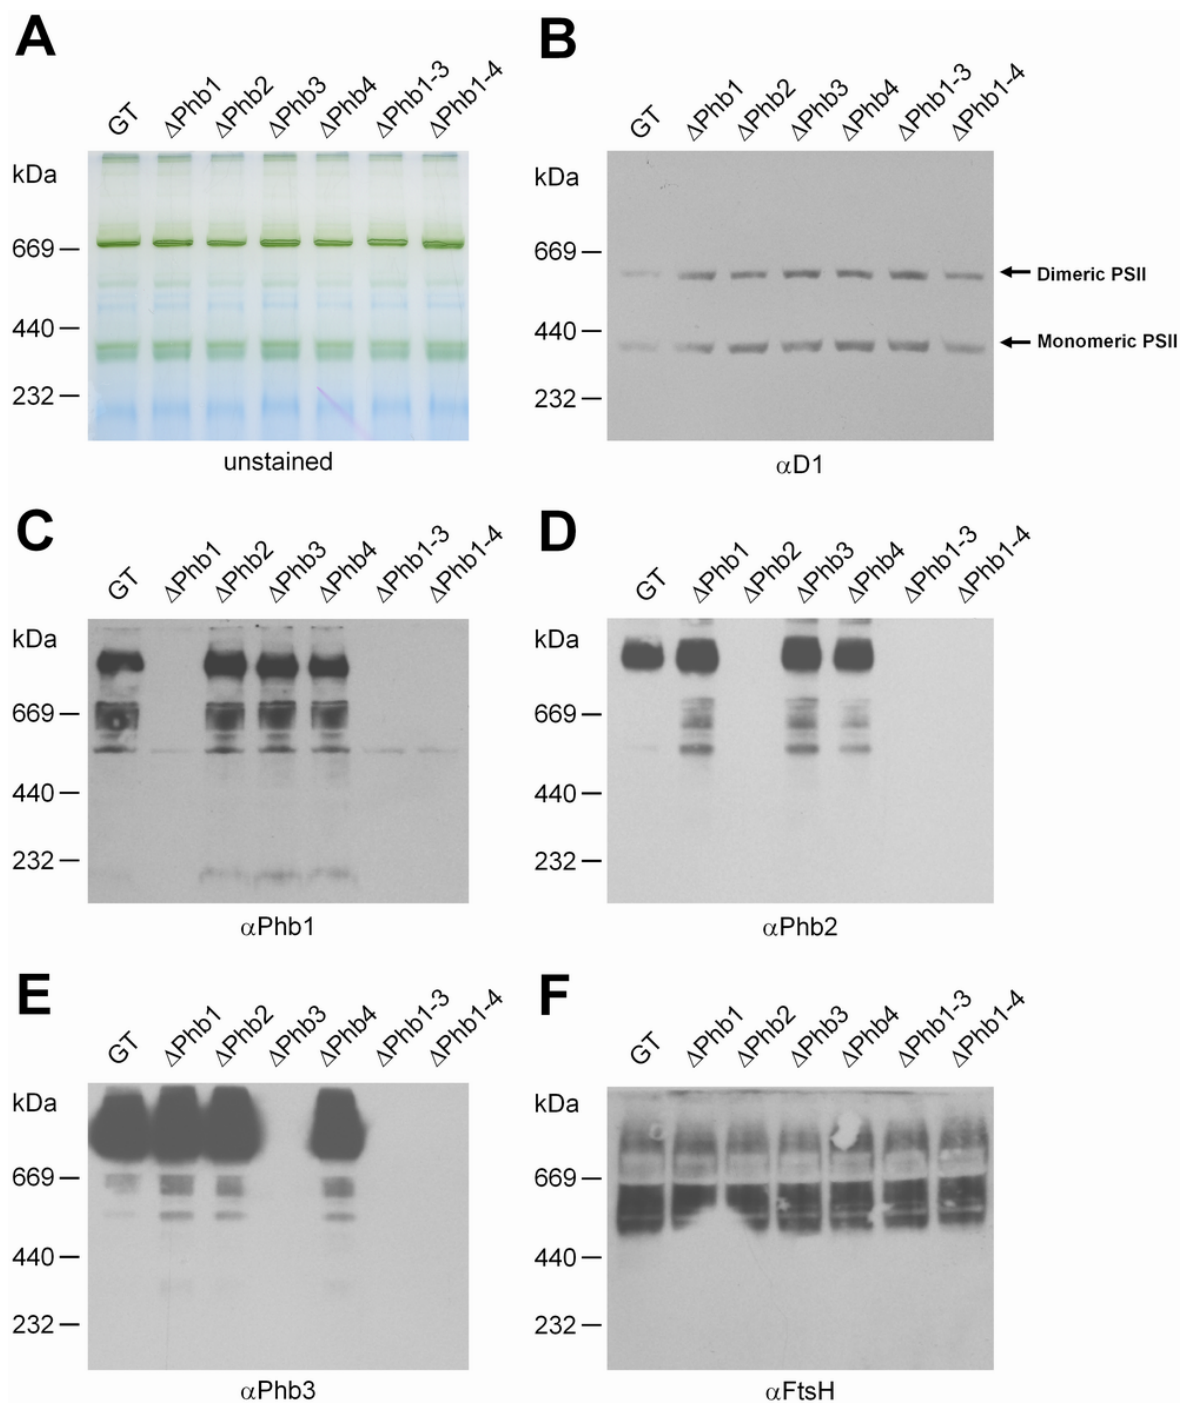 A
GT ΔPhb1 ΔPhb2 ΔPhb3 ΔPhb4 ΔPhb1-3 ΔPhb1-4
kDa
669
440
232
unstained
B
GT ΔPhb1 ΔPhb2 ΔPhb3 ΔPhb4 ΔPhb1-3 ΔPhb1-4
kDa
669
Dimeric PSII
440
Monomeric PSII
232
αD1
C
GT ΔPhb1 ΔPhb2 ΔPhb3 ΔPhb4 ΔPhb1-3 ΔPhb1-4
kDa
669
440
232
αPhb1
D
GT ΔPhb1 ΔPhb2 ΔPhb3 ΔPhb4 ΔPhb1-3 ΔPhb1-4
kDa
669
440
232
αPhb2
E
GT ΔPhb1 ΔPhb2 ΔPhb3 ΔPhb4 ΔPhb1-3 ΔPhb1-4
kDa
669
440
232
αPhb3
F
GT ΔPhb1 ΔPhb2 ΔPhb3 ΔPhb4 ΔPhb1-3 ΔPhb1-4
kDa
669
440
232
αFtsH